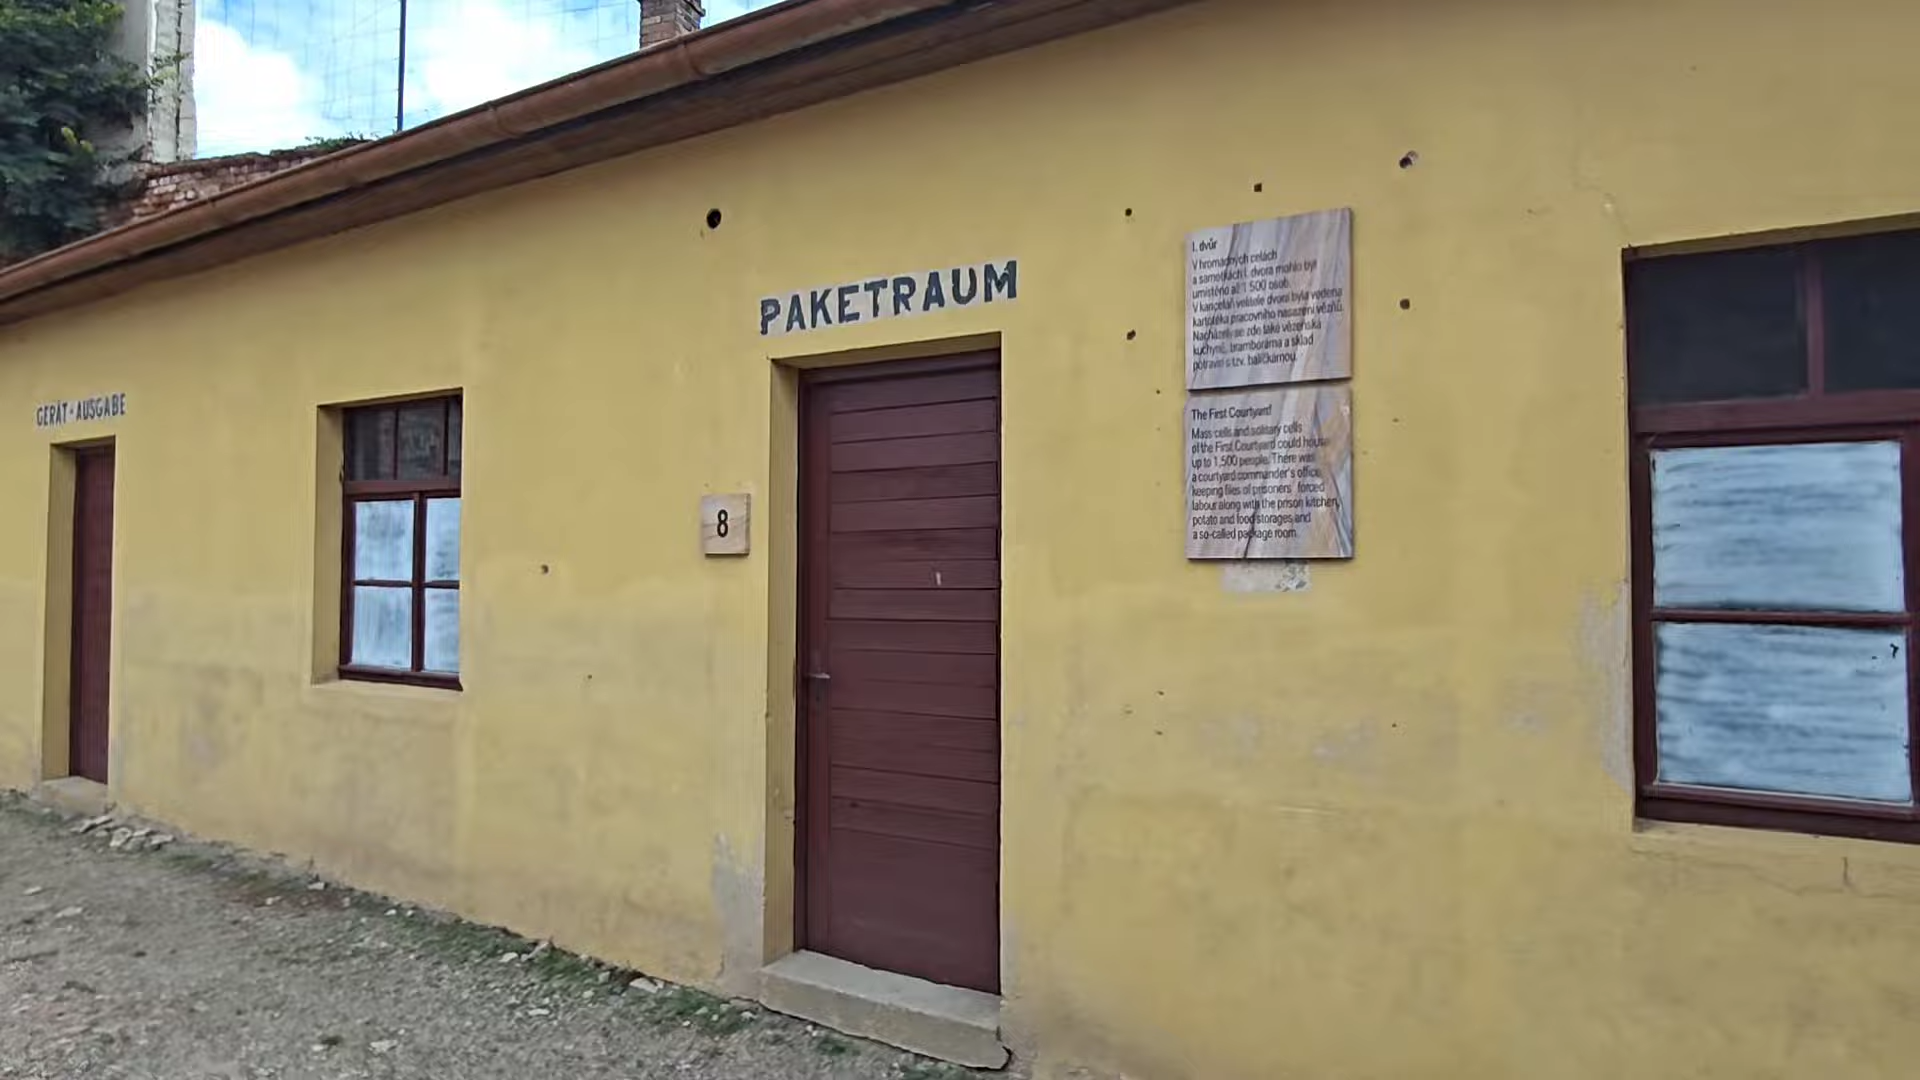 GERÄT-AUSGABE
PAKETRAUM
8
I. dvůr
V hromadných celách
a samotkách I. dvora mohlo být
umístěno až 1 500 osob.
V kanceláři velitele dvora byla vedena
kartotéka pracovního nasazení vězňů.
Nacházely se zde také vězeňská
kuchyně, bramborárna a sklad
potravin s tzv. balíčkárnou.
The First Courtyard
Mass cells and solitary cells
of the First Courtyard could house
up to 1,500 people. There was
a courtyard commander's office,
keeping files of prisoners' forced
labour along with the prison kitchen,
potato and food storages and
a so-called package room.